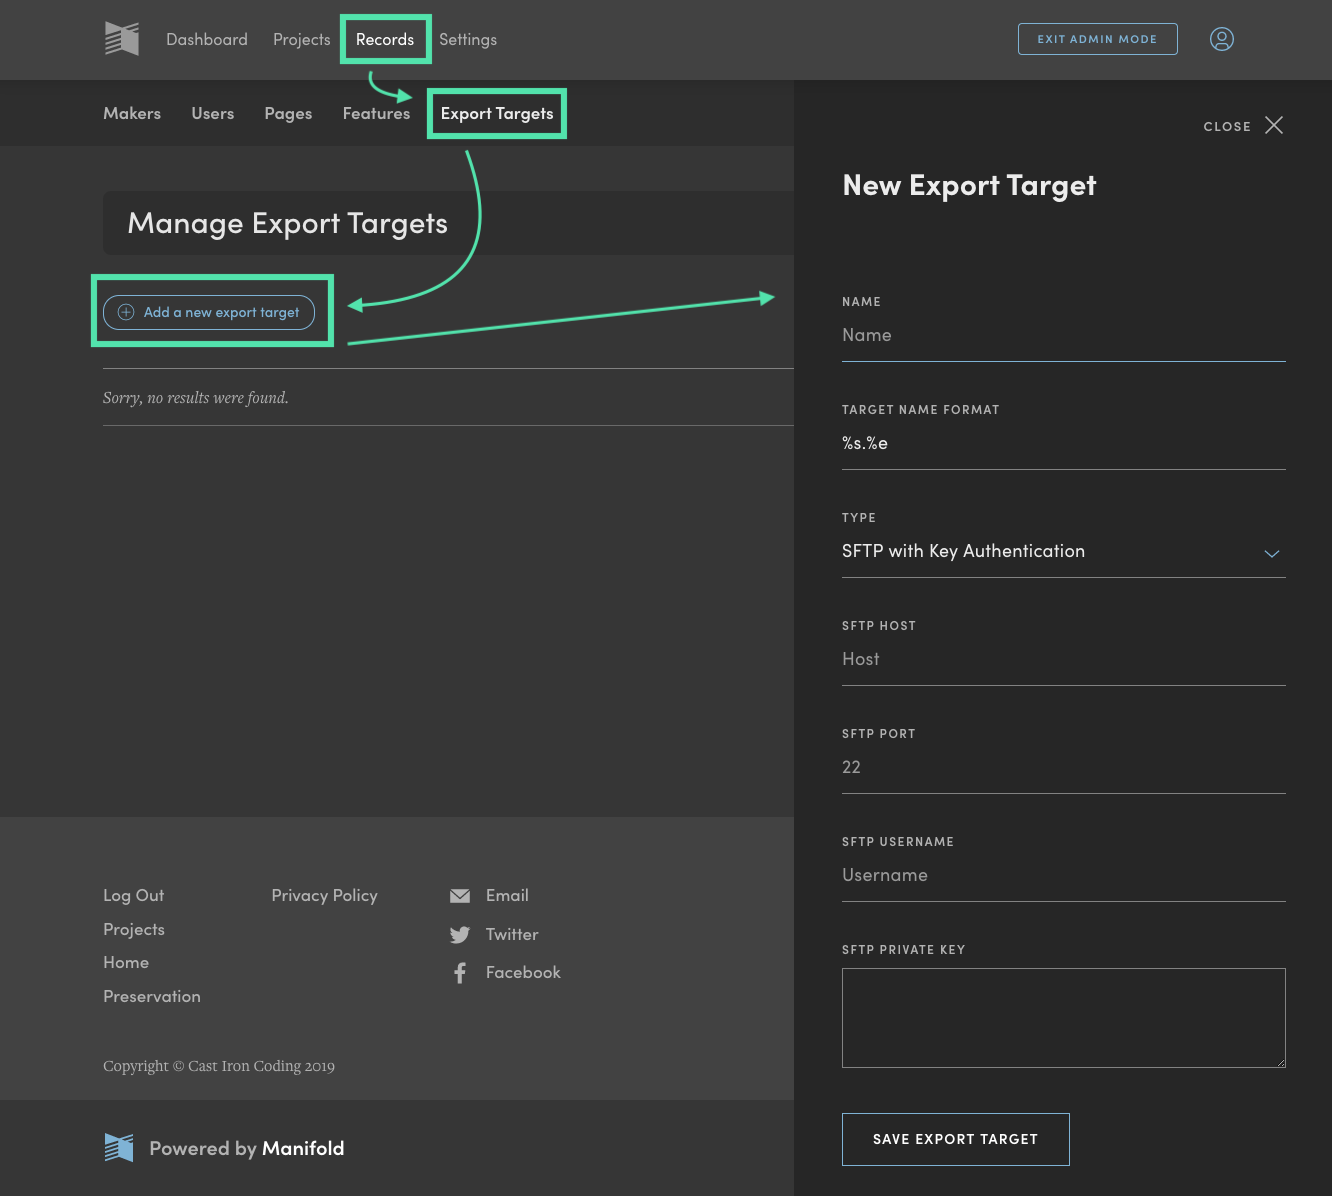 Dashboard Projects Records Settings EXIT ADMIN MODE
Makers Users Pages Features Export Targets
CLOSE
New Export Target
Manage Export Targets
Add a new export target
Sorry, no results were found.
NAME
Name
TARGET NAME FORMAT
%s.%e
TYPE
SFTP with Key Authentication
SFTP HOST
Host
SFTP PORT
22
SFTP USERNAME
Username
SFTP PRIVATE KEY
SAVE EXPORT TARGET
Log Out Privacy Policy Email
Projects Twitter
Home Facebook
Preservation
Copyright © Cast Iron Coding 2019
Powered by Manifold